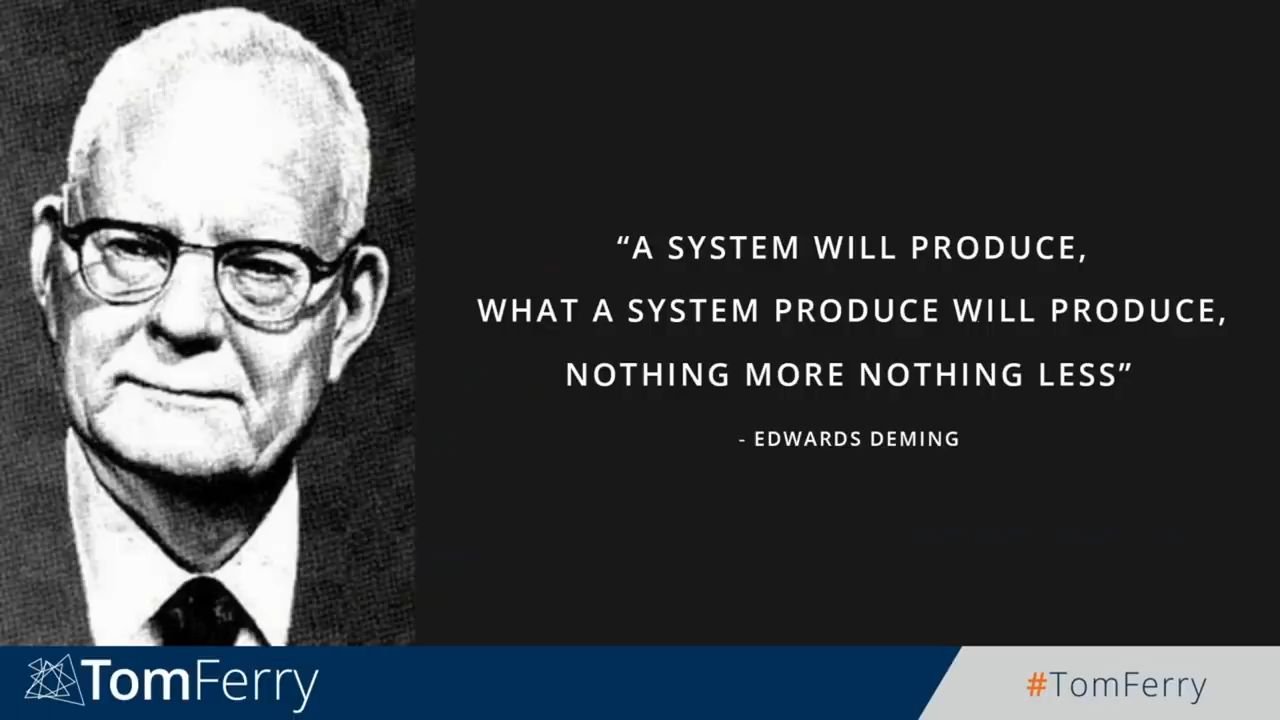 “A SYSTEM WILL PRODUCE,
WHAT A SYSTEM PRODUCE WILL PRODUCE,
NOTHING MORE NOTHING LESS”
- EDWARDS DEMING
TomFerry
#TomFerry